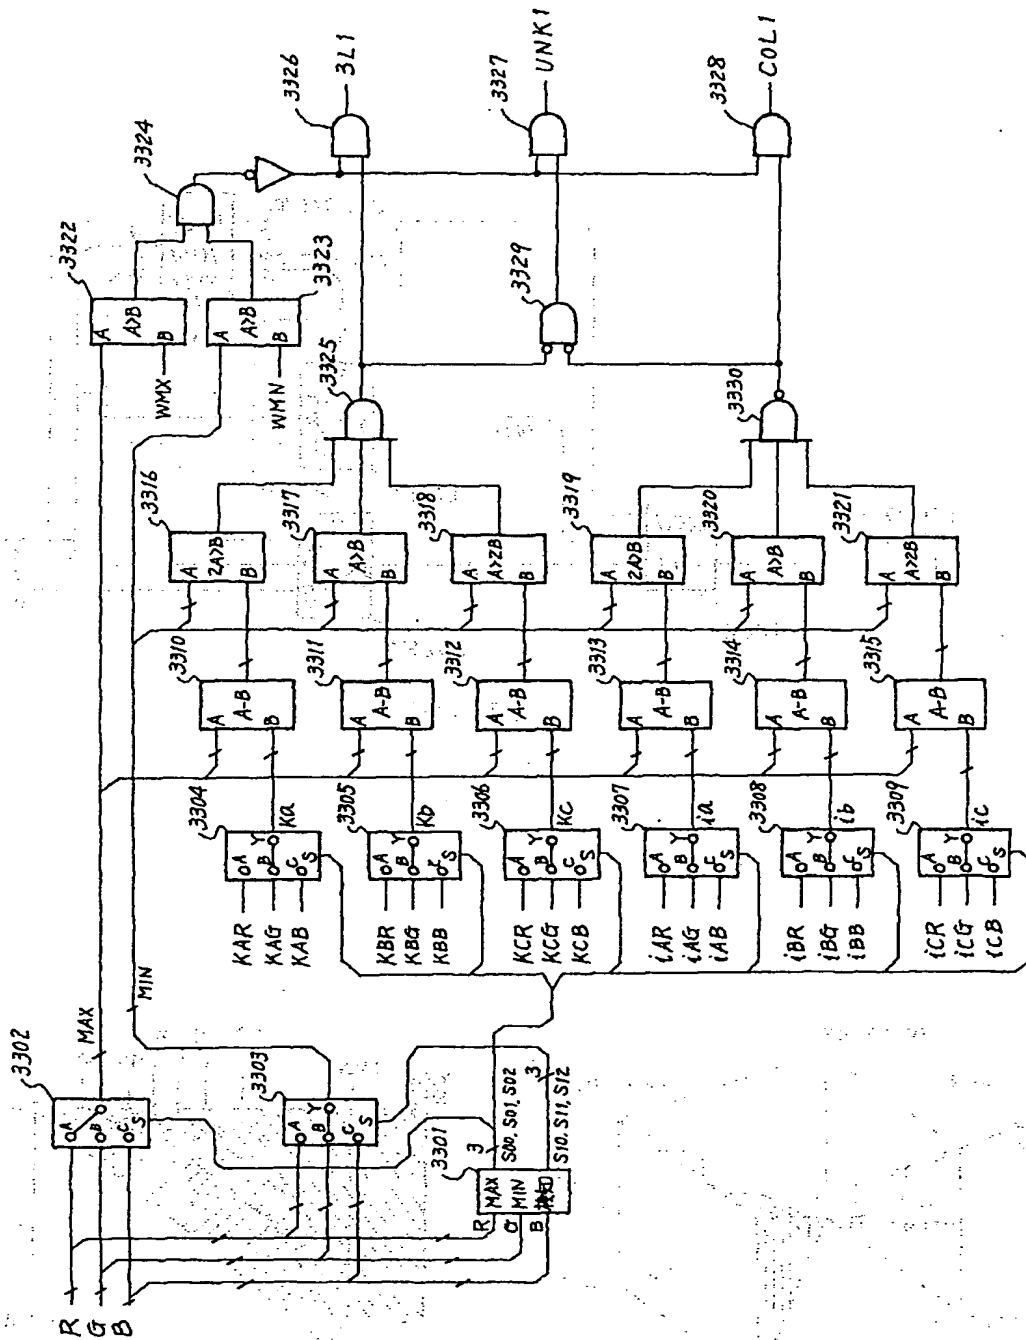 R
G
B
3302
A
B
C
S
MAX
MIN
3303
A
B
C
Y
S
3301
R
G
B
MAX
MIN
3
S00, S01, S02
3
S10, S11, S12
KAR
KAG
KAB
3304
A
B
C
Y
S
Ka
KBR
KBG
KBB
3305
A
B
C
Y
S
Kb
KCR
KCG
KCB
3306
A
B
C
Y
S
Kc
iAR
iAG
iAB
3307
A
B
C
Y
S
ia
iBR
iBG
iBB
3308
A
B
C
Y
S
ib
iCR
iCG
iCB
3309
A
B
C
Y
S
ic
3310
A
A-B
B
3311
A
A-B
B
3312
A
A-B
B
3313
A
A-B
B
3314
A
A-B
B
3315
A
A-B
B
3316
A
2A>B
B
3317
A
A>B
B
3318
A
A>2B
B
3319
A
2A>B
B
3320
A
A>B
B
3321
A
A>2B
B
WMX
3322
A
A>B
B
WMN
3323
A
A>B
B
3324
3325
3330
3329
3326
3L1
3327
UNK1
3328
COL1